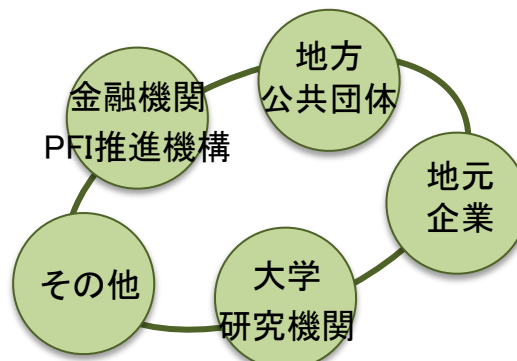 地方
公共団体
金融機関
PFI推進機構
地元
企業
大学
研究機関
その他